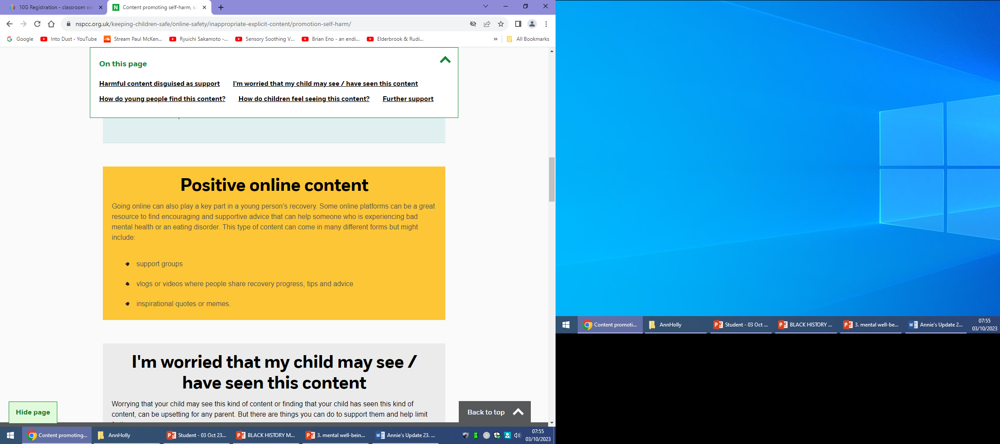 10G Registration - classroom vie
Content promoting self-harm, su
nspcc.org.uk/keeping-children-safe/online-safety/inappropriate-explicit-content/promotion-self-harm/
Google
Into Dust - YouTube
Stream Paul McKen...
Ryuichi Sakamoto -...
Sensory Soothing V...
Brian Eno - an endi...
Elderbrook & Rudi...
»
All Bookmarks
On this page
Harmful content disguised as support
I'm worried that my child may see / have seen this content
How do young people find this content?
How do children feel seeing this content?
Further support
Positive online content
Going online can also play a key part in a young person's recovery. Some online platforms can be a great
resource to find encouraging and supportive advice that can help someone who is experiencing bad
mental health or an eating disorder. This type of content can come in many different forms but might
include:
support groups
vlogs or videos where people share recovery progress, tips and advice
inspirational quotes or memes.
I'm worried that my child may see /
have seen this content
Worrying that your child may see this kind of content or finding that your child has seen this kind of
content, can be upsetting for any parent. But there are things you can do to support them and help limit
Hide page
Back to top
Content promoting...
AnnHolly
Student - 03 Oct 23...
BLACK HISTORY M...
3. mental well-bein...
Annie's Update 23. ...
07:55
03/10/2023
Content promoti...
AnnHolly
Student - 03 Oct ...
BLACK HISTORY ...
3. mental well-be...
Annie's Update 2...
07:55
03/10/2023